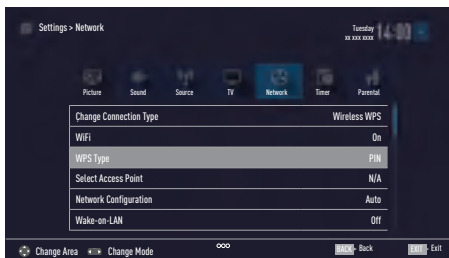 Settings > Network
Tuesday
xx xxx xxxx
14:00
Picture Sound Source TV Network Timer Parental
Change Connection Type Wireless WPS
WiFi On
WPS Type PIN
Select Access Point N/A
Network Configuration Auto
Wake-on-LAN Off
Change Area Change Mode BACK - Back EXIT - Exit